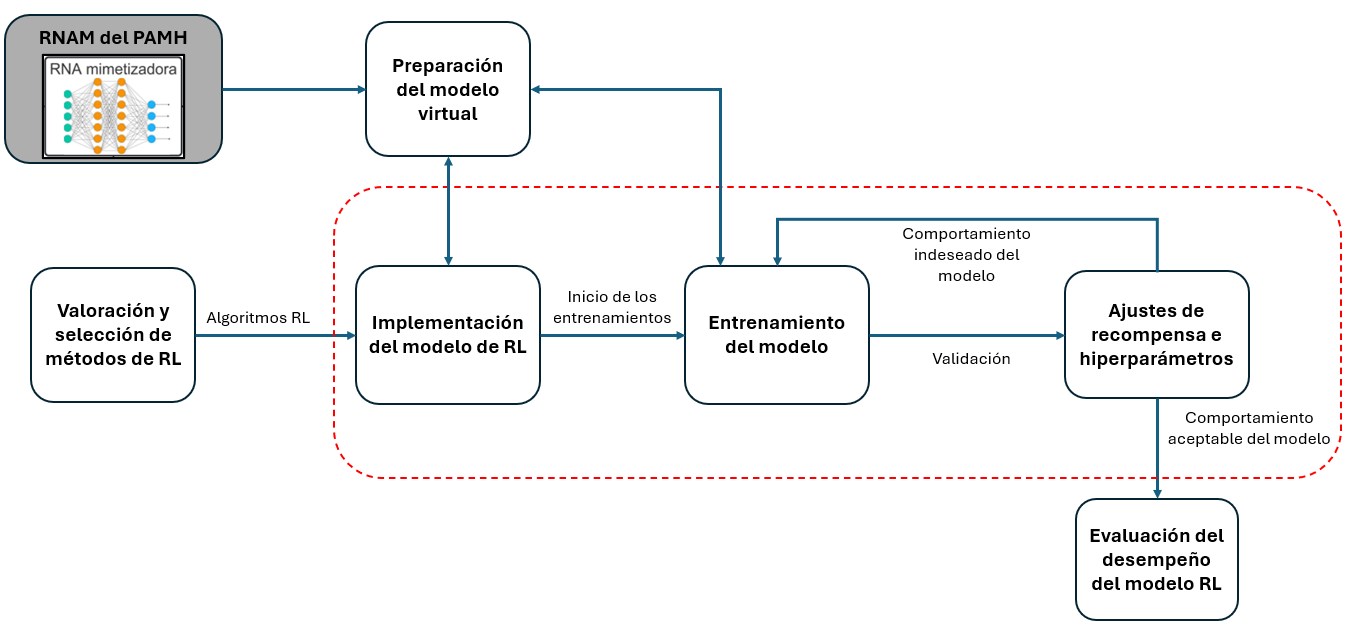 RNAM del PAMH
RNA mimetizadora
Preparación
del modelo
virtual
Valoración y
selección de
métodos de RL
Algoritmos RL
Implementación
del modelo de RL
Inicio de los
entrenamientos
Entrenamiento
del modelo
Comportamiento
indeseado del
modelo
Validación
Ajustes de
recompensa e
hiperparámetros
Comportamiento
aceptable del modelo
Evaluación del
desempeño
del modelo RL